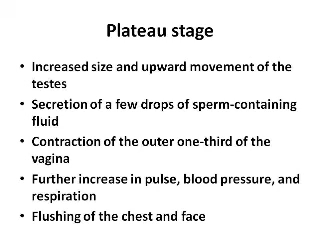 Plateau stage
• Increased size and upward movement of the
testes
• Secretion of a few drops of sperm-containing
fluid
• Contraction of the outer one-third of the
vagina
• Further increase in pulse, blood pressure, and
respiration
• Flushing of the chest and face